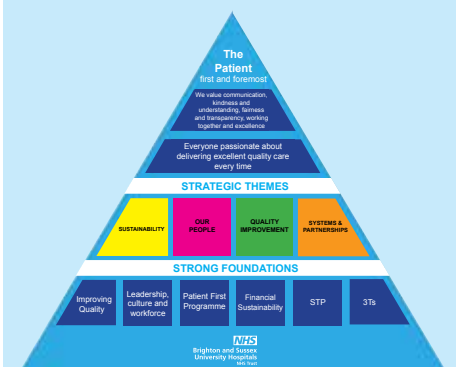 The
Patient
first and foremost
We value communication,
kindness and
understanding, fairness
and transparency, working
together and excellence
Everyone passionate about
delivering excellent quality care
every time
STRATEGIC THEMES
SUSTAINABILITY
OUR
PEOPLE
QUALITY
IMPROVEMENT
SYSTEMS &
PARTNERSHIPS
STRONG FOUNDATIONS
Improving
Quality
Leadership,
culture and
workforce
Patient First
Programme
Financial
Sustainability
STP
3Ts
NHS
Brighton and Sussex
University Hospitals
NHS Trust